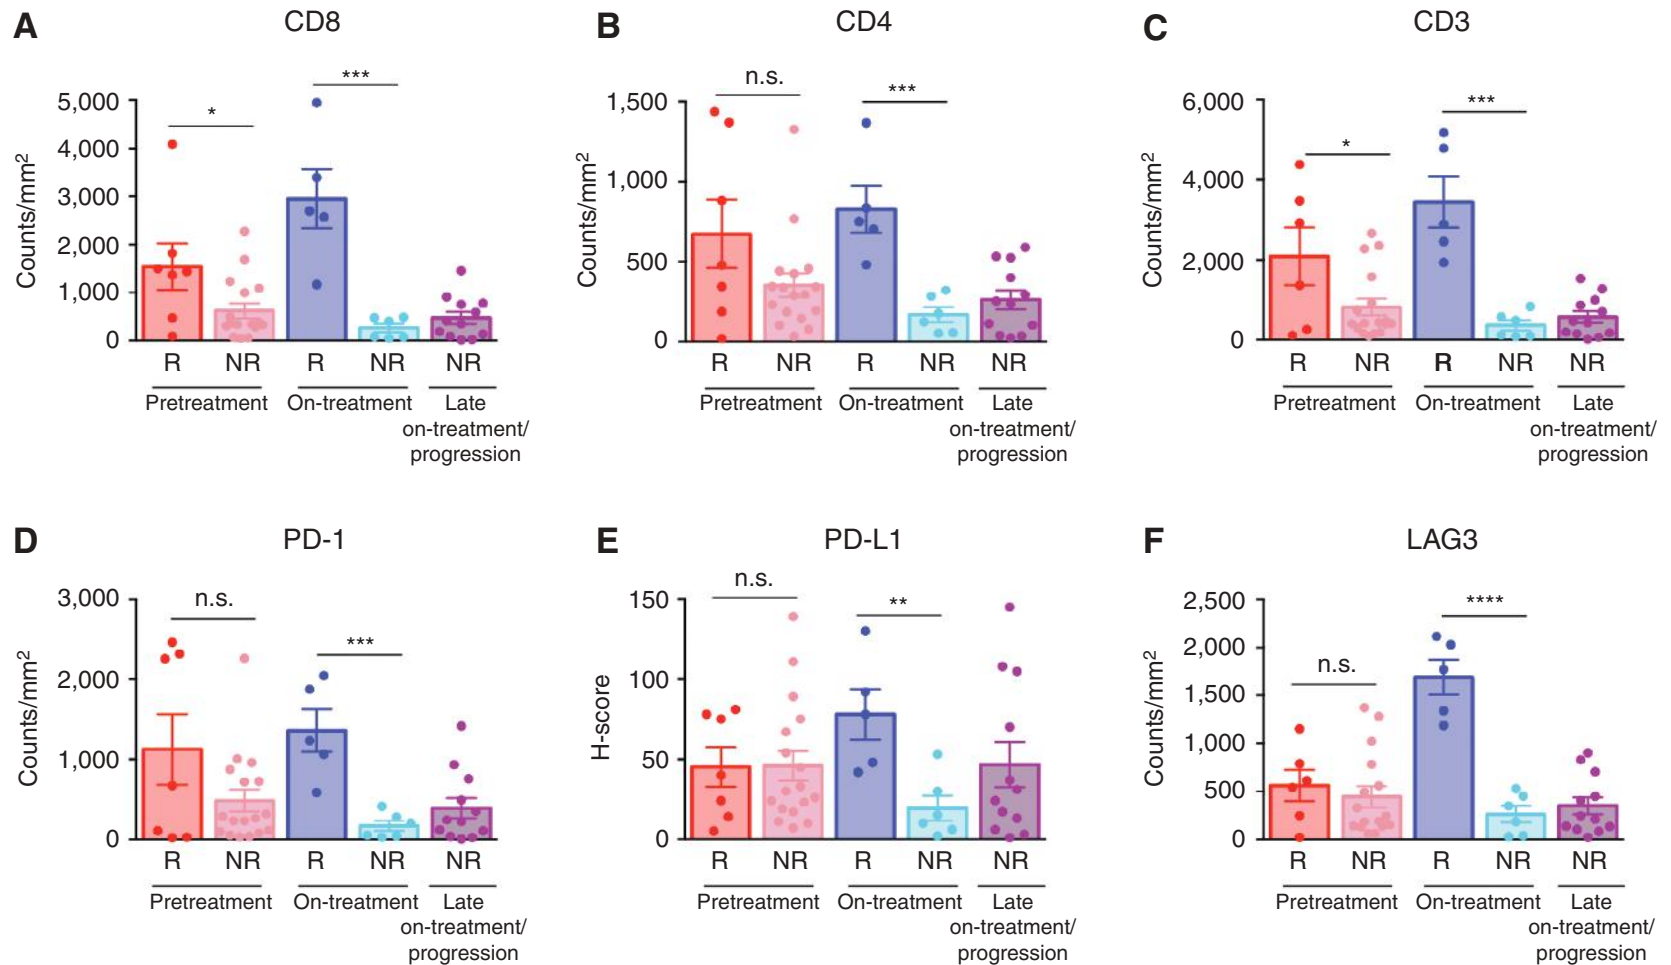 A CD8
Counts/mm2
5,000
4,000
3,000
2,000
1,000
0
*
***
R NR R NR NR
Pretreatment On-treatment Late
on-treatment/
progression
B CD4
Counts/mm2
1,500
1,000
500
0
n.s.
***
R NR R NR NR
Pretreatment On-treatment Late
on-treatment/
progression
C CD3
Counts/mm2
6,000
4,000
2,000
0
*
***
R NR R NR NR
Pretreatment On-treatment Late
on-treatment/
progression
D PD-1
Counts/mm2
3,000
2,000
1,000
0
n.s.
***
R NR R NR NR
Pretreatment On-treatment Late
on-treatment/
progression
E PD-L1
H-score
150
100
50
0
n.s.
**
R NR R NR NR
Pretreatment On-treatment Late
on-treatment/
progression
F LAG3
Counts/mm2
2,500
2,000
1,500
1,000
500
0
n.s.
****
R NR R NR NR
Pretreatment On-treatment Late
on-treatment/
progression